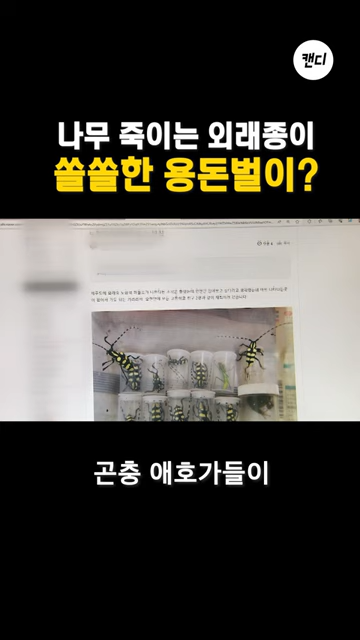 캔디
나무 죽이는 외래종이
쏠쏠한 용돈벌이?
곤충 애호가들이